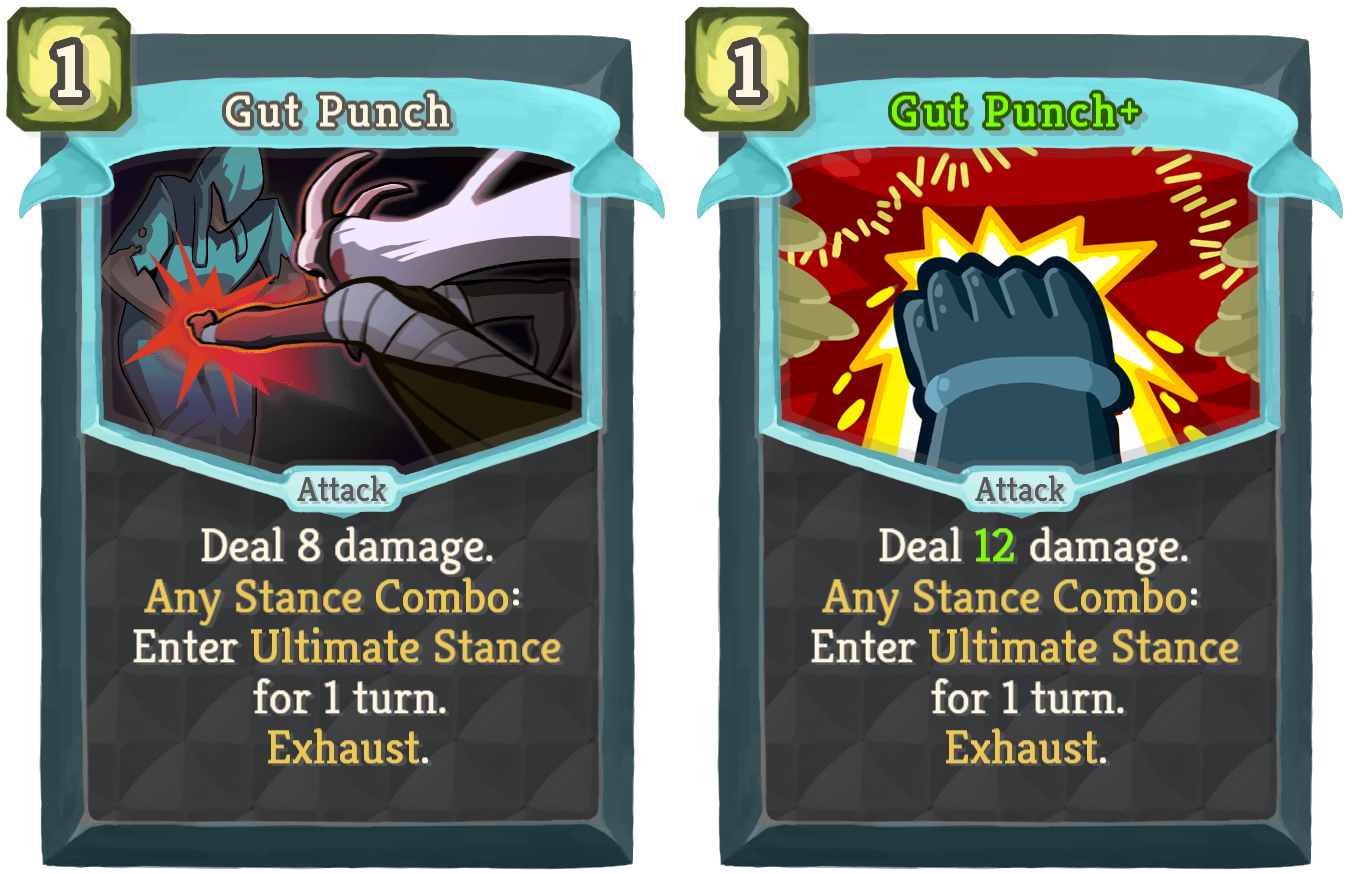 1
Gut Punch
Attack
Deal 8 damage.
Any Stance Combo:
Enter Ultimate Stance
for 1 turn.
Exhaust.
1
Gut Punch+
Attack
Deal 12 damage.
Any Stance Combo:
Enter Ultimate Stance
for 1 turn.
Exhaust.